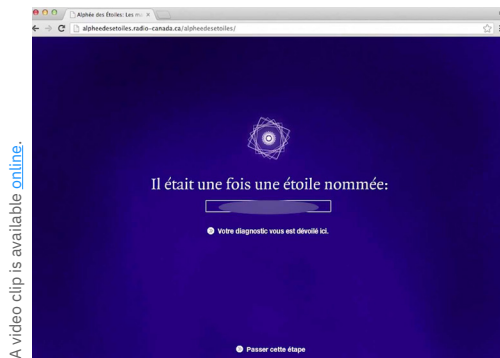 Alphée des Étoiles: Les m
alpheedesetoiles.radio-canada.ca/alpheedesetoiles/
Il était une fois une étoile nommée:
Votre diagnostic vous est dévoilé ici.
Passer cette étape
A video clip is available online.